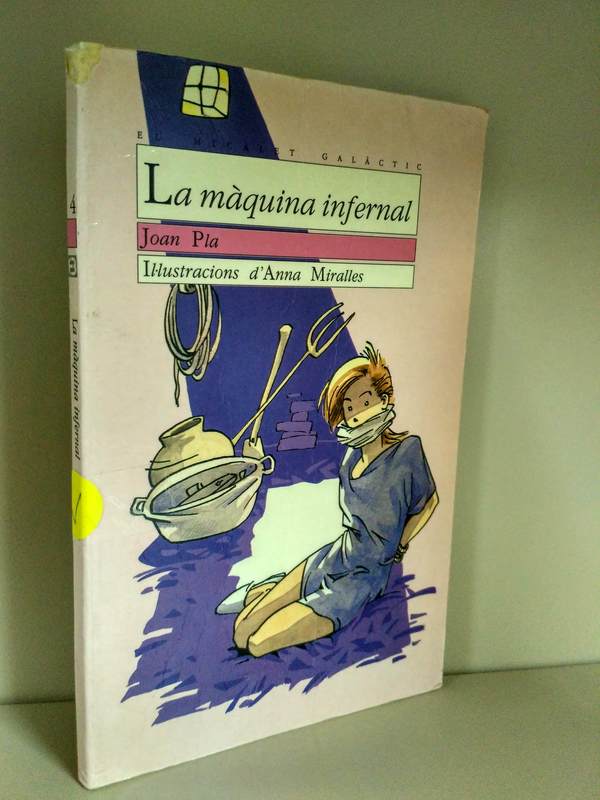 EL MICALET GALÀCTIC
La màquina infernal
Joan Pla
Il·lustracions d'Anna Miralles
4
La màquina infernal